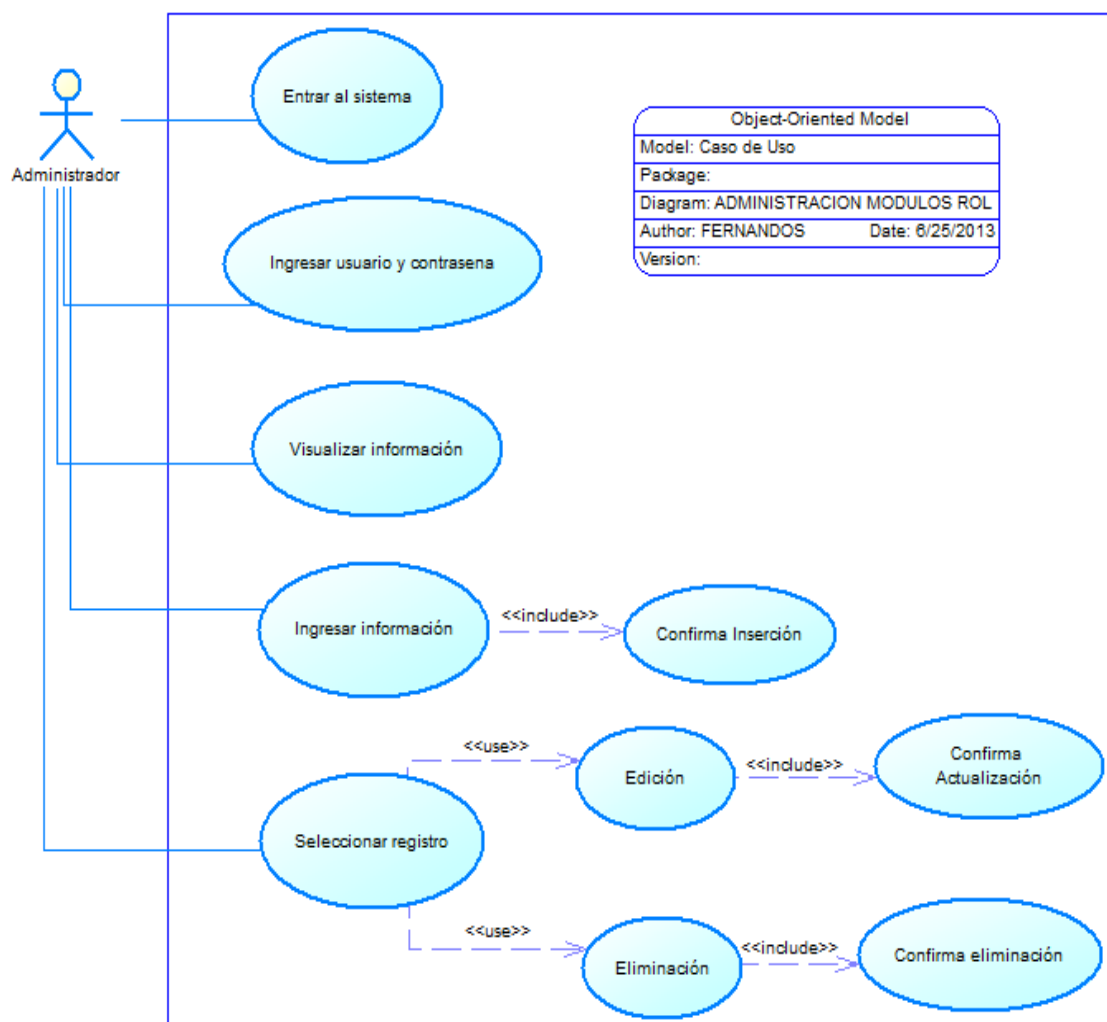 Entrar al sistema
Administrador
Object-Oriented Model
Model: Caso de Uso
Package:
Diagram: ADMINISTRACION MODULOS ROL
Author: FERNANDOS Date: 6/25/2013
Version:
Ingresar usuario y contrasena
Visualizar información
Ingresar información
<<include>>
Confirma Inserción
Seleccionar registro
<<use>>
Edición
<<include>>
Confirma
Actualización
<<use>>
Eliminación
<<include>>
Confirma eliminación